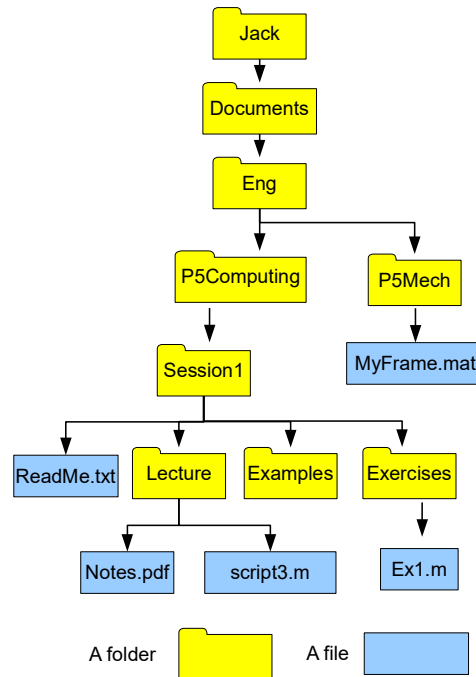 Jack
Documents
Eng
P5Computing
P5Mech
MyFrame.mat
Session1
ReadMe.txt
Lecture
Examples
Exercises
Notes.pdf
script3.m
Ex1.m
A folder
A file